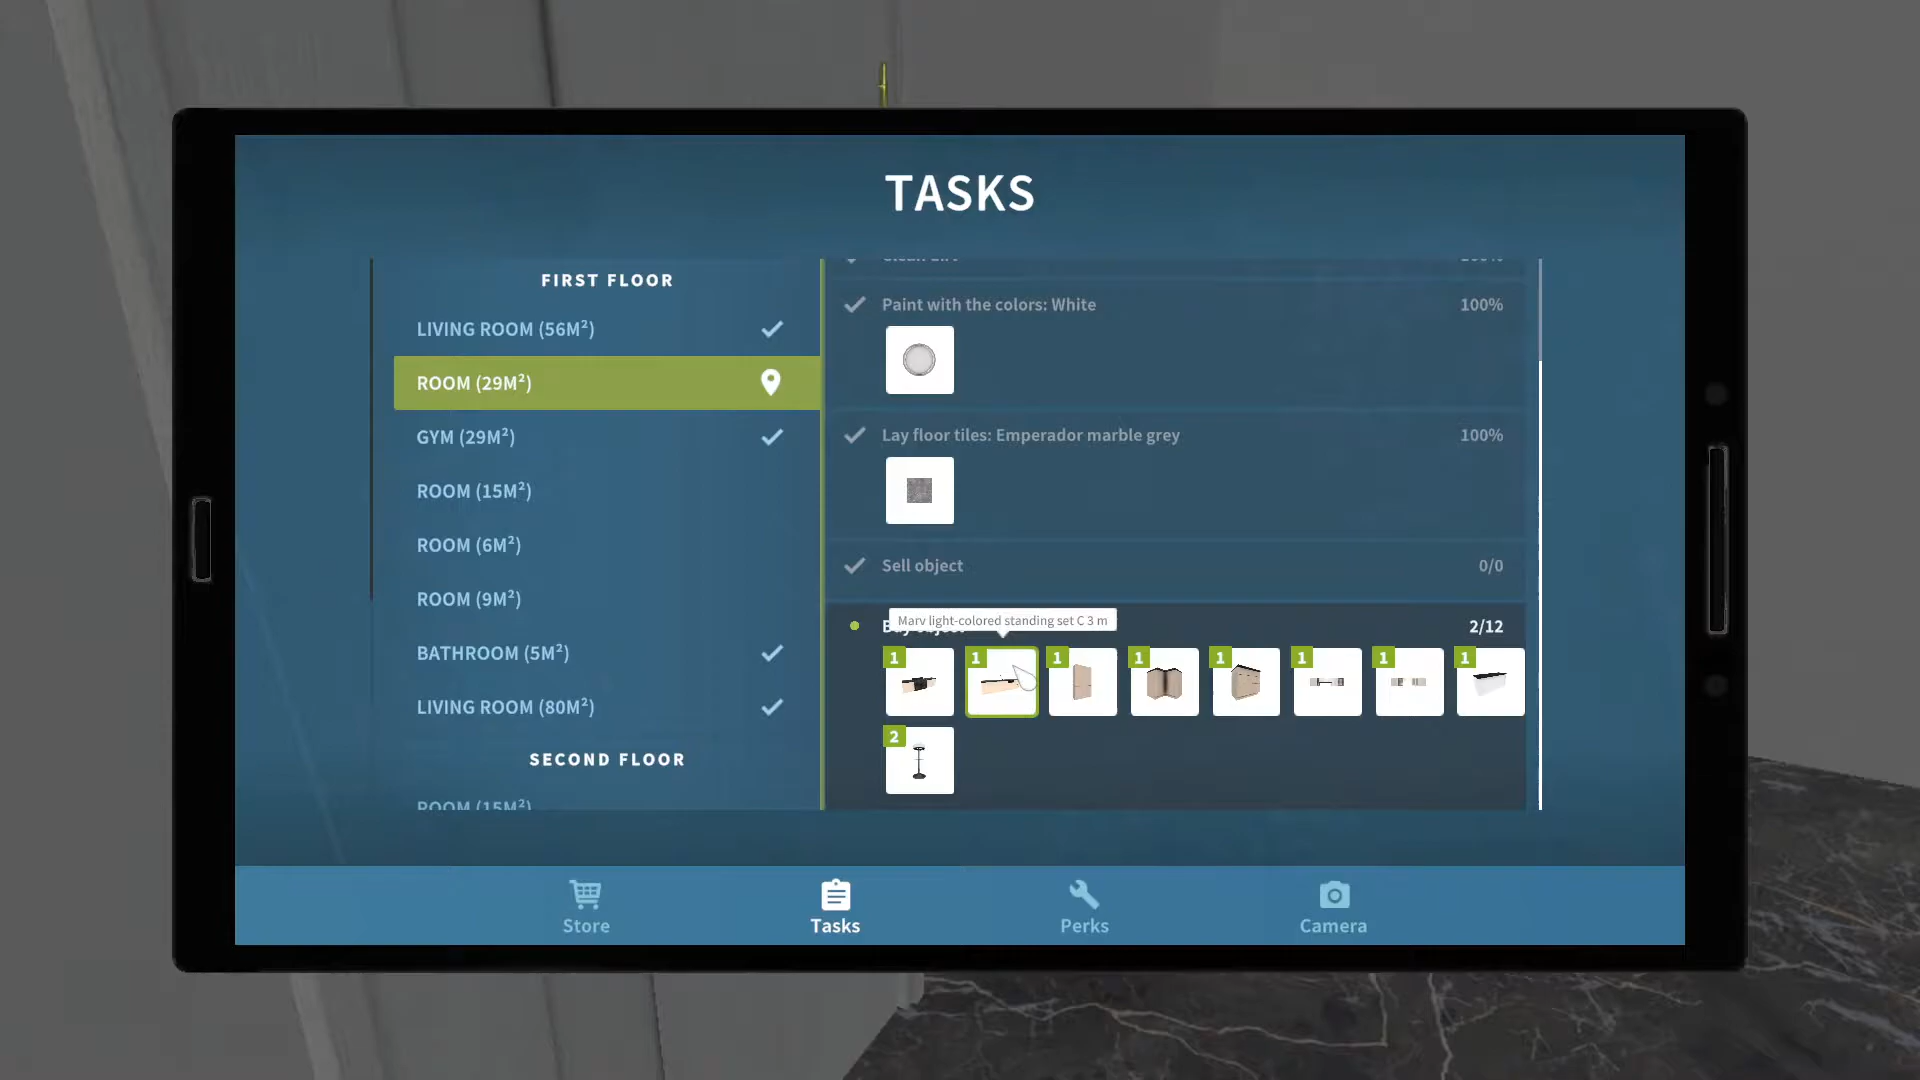 TASKS
FIRST FLOOR
LIVING ROOM (56M²)
ROOM (29M²)
GYM (29M²)
ROOM (15M²)
ROOM (6M²)
ROOM (9M²)
BATHROOM (5M²)
LIVING ROOM (80M²)
SECOND FLOOR
ROOM (15M²)
Paint with the colors: White 100%
Lay floor tiles: Emperador marble grey 100%
Sell object 0/0
Marv light-colored standing set C 3 m
2/12
1 1 1 1 1 1 1 1
2
Store Tasks Perks Camera